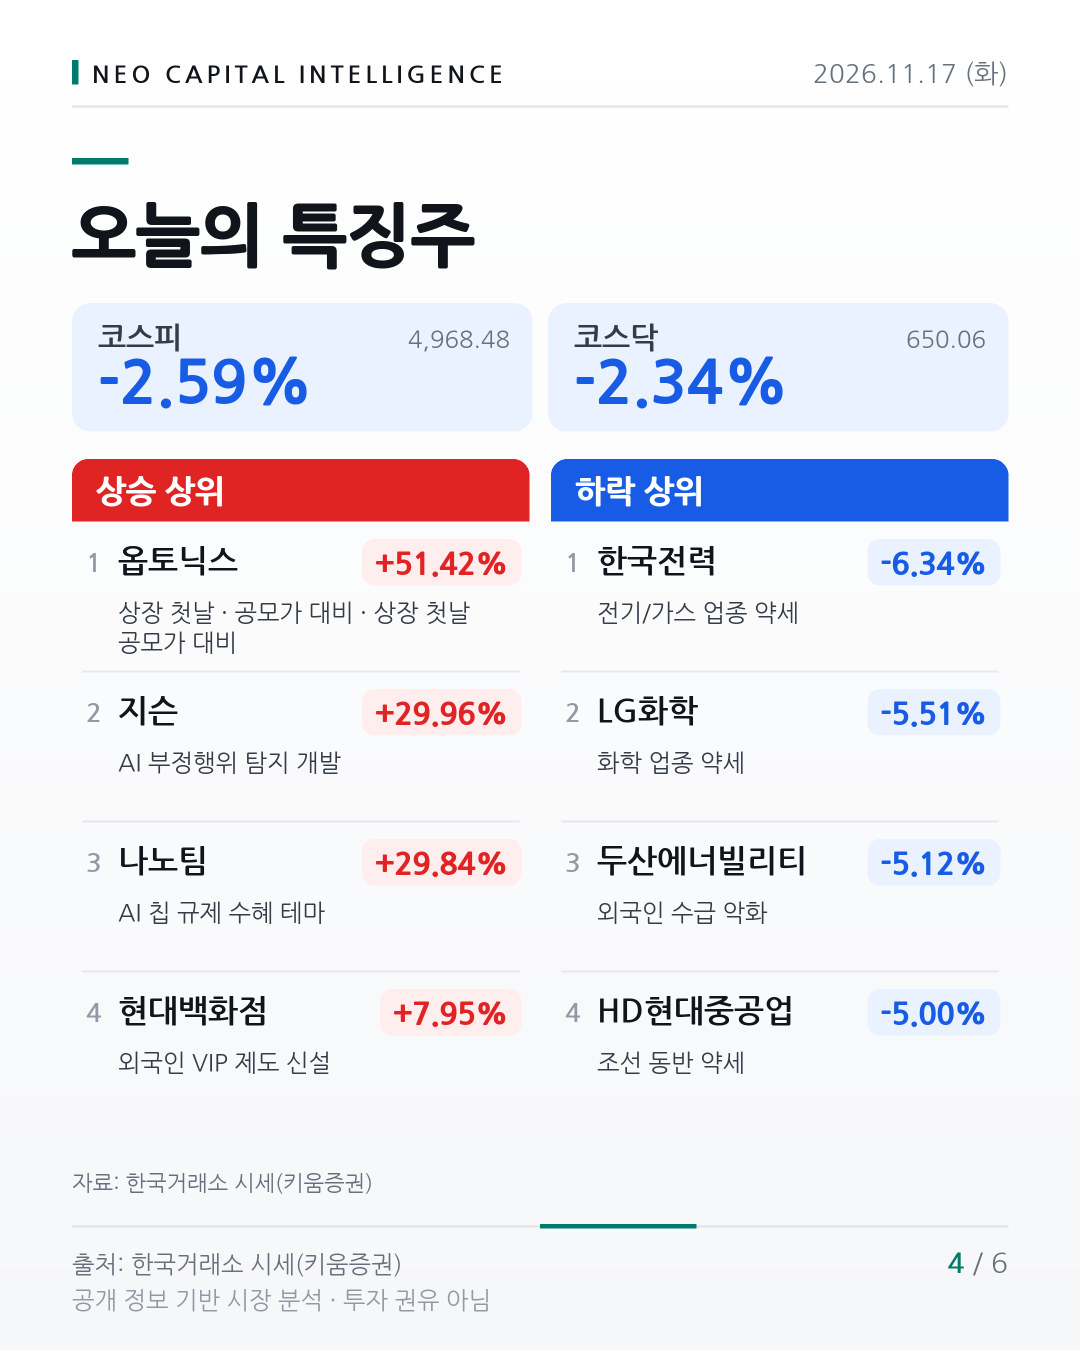 NEO CAPITAL INTELLIGENCE
2026.11.17 (화)
오늘의 특징주
코스피 4,968.48
-2.59%
코스닥 650.06
-2.34%
상승 상위
1 옵토닉스 +51.42%
상장 첫날 · 공모가 대비 · 상장 첫날
공모가 대비
2 지슨 +29.96%
AI 부정행위 탐지 개발
3 나노팀 +29.84%
AI 칩 규제 수혜 테마
4 현대백화점 +7.95%
외국인 VIP 제도 신설
하락 상위
1 한국전력 -6.34%
전기/가스 업종 약세
2 LG화학 -5.51%
화학 업종 약세
3 두산에너빌리티 -5.12%
외국인 수급 악화
4 HD현대중공업 -5.00%
조선 동반 약세
자료: 한국거래소 시세(키움증권)
출처: 한국거래소 시세(키움증권)
4 / 6
공개 정보 기반 시장 분석 · 투자 권유 아님